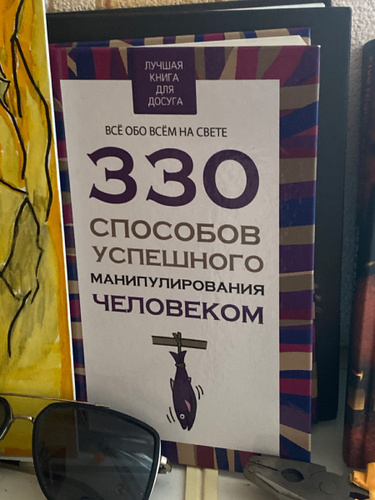 ЛУЧШАЯ
КНИГА
ДЛЯ
ДОСУГА
ВСЁ ОБО ВСЁМ НА СВЕТЕ
330
СПОСОБОВ
УСПЕШНОГО
МАНИПУЛИРОВАНИЯ
ЧЕЛОВЕКОМ